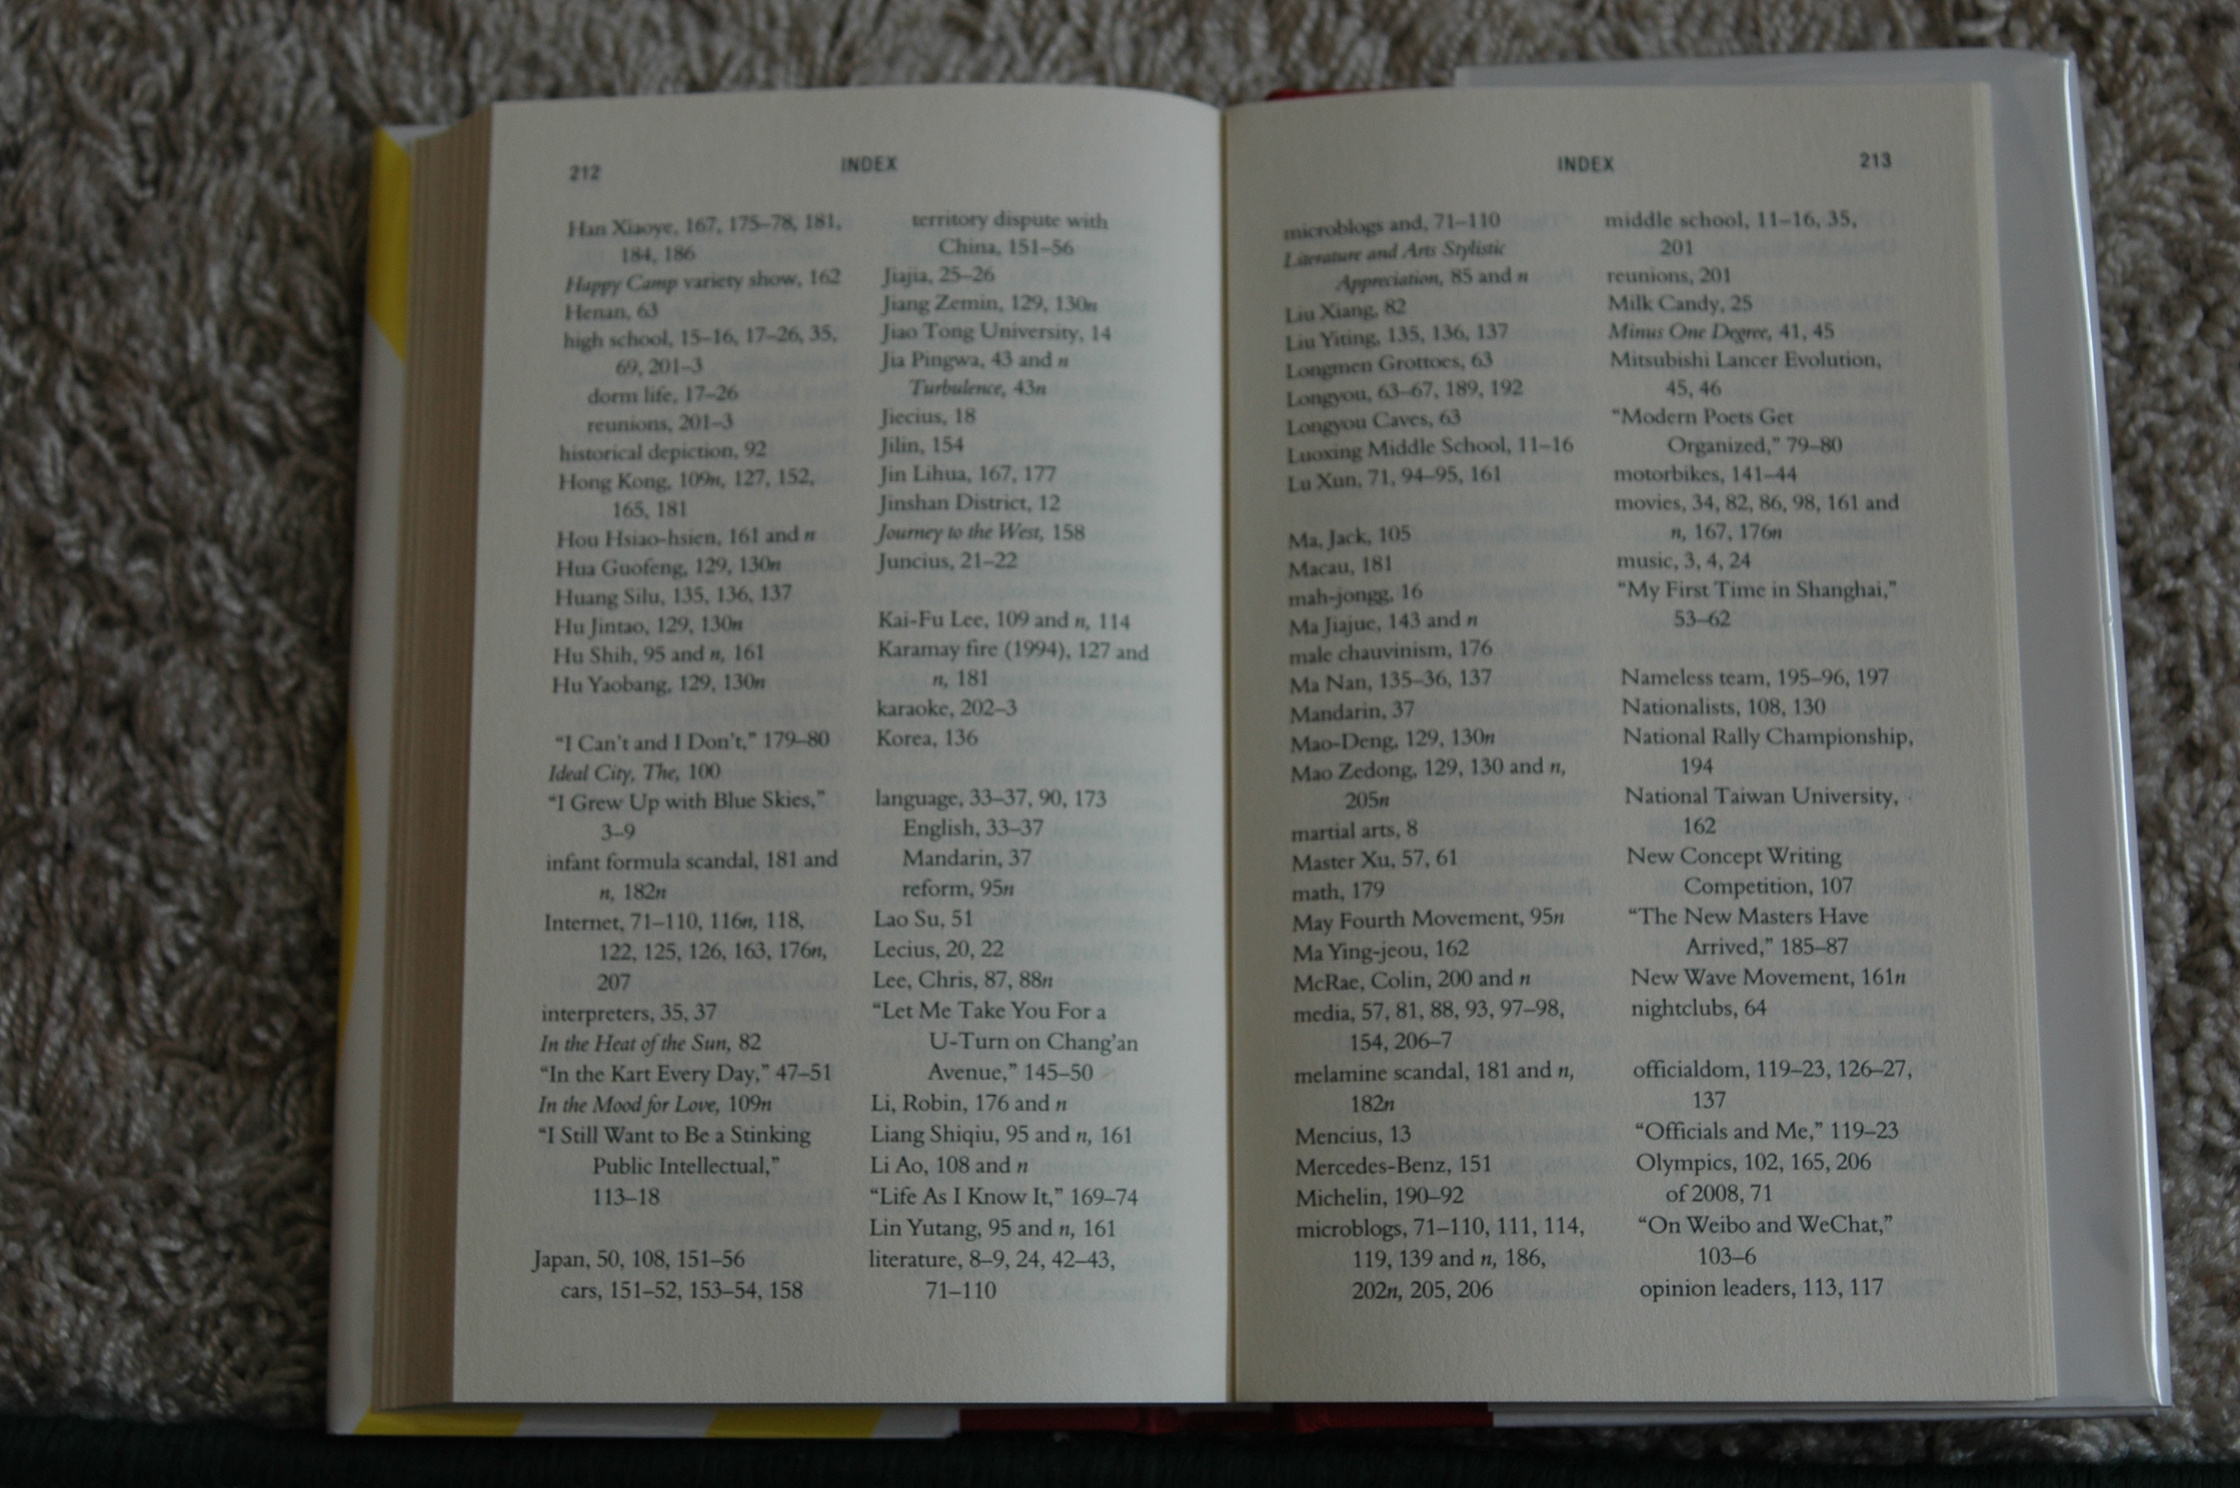 212
INDEX
Han Xiaoye, 167, 175–78, 181,
184, 186
Happy Camp variety show, 162
Henan, 63
high school, 15–16, 17–26, 35,
69, 201–3
dorm life, 17–26
reunions, 201–3
historical depiction, 92
Hong Kong, 109n, 127, 152,
165, 181
Hou Hsiao-hsien, 161 and n
Hua Guofeng, 129, 130n
Huang Silu, 135, 136, 137
Hu Jintao, 129, 130n
Hu Shih, 95 and n, 161
Hu Yaobang, 129, 130n
“I Can’t and I Don’t,” 179–80
Ideal City, The, 100
“I Grew Up with Blue Skies,”
3–9
infant formula scandal, 181 and
n, 182n
Internet, 71–110, 116n, 118,
122, 125, 126, 163, 176n,
207
interpreters, 35, 37
In the Heat of the Sun, 82
“In the Kart Every Day,” 47–51
In the Mood for Love, 109n
“I Still Want to Be a Stinking
Public Intellectual,”
113–18
Japan, 50, 108, 151–56
cars, 151–52, 153–54, 158
territory dispute with
China, 151–56
Jiajia, 25–26
Jiang Zemin, 129, 130n
Jiao Tong University, 14
Jia Pingwa, 43 and n
Turbulence, 43n
Jiecius, 18
Jilin, 154
Jin Lihua, 167, 177
Jinshan District, 12
Journey to the West, 158
Juncius, 21–22
Kai-Fu Lee, 109 and n, 114
Karamay fire (1994), 127 and
n, 181
karaoke, 202–3
Korea, 136
language, 33–37, 90, 173
English, 33–37
Mandarin, 37
reform, 95n
Lao Su, 51
Lecius, 20, 22
Lee, Chris, 87, 88n
“Let Me Take You For a
U-Turn on Chang’an
Avenue,” 145–50
Li, Robin, 176 and n
Liang Shiqiu, 95 and n, 161
Li Ao, 108 and n
“Life As I Know It,” 169–74
Lin Yutang, 95 and n, 161
literature, 8–9, 24, 42–43,
71–110
INDEX
213
microblogs and, 71–110
Literature and Arts Stylistic
Appreciation, 85 and n
Liu Xiang, 82
Liu Yiting, 135, 136, 137
Longmen Grottoes, 63
Longyou, 63–67, 189, 192
Longyou Caves, 63
Luoxing Middle School, 11–16
Lu Xun, 71, 94–95, 161
Ma, Jack, 105
Macau, 181
mah-jongg, 16
Ma Jiajue, 143 and n
male chauvinism, 176
Ma Nan, 135–36, 137
Mandarin, 37
Mao-Deng, 129, 130n
Mao Zedong, 129, 130 and n,
205n
martial arts, 8
Master Xu, 57, 61
math, 179
May Fourth Movement, 95n
Ma Ying-jeou, 162
McRae, Colin, 200 and n
media, 57, 81, 88, 93, 97–98,
154, 206–7
melamine scandal, 181 and n,
182n
Mencius, 13
Mercedes-Benz, 151
Michelin, 190–92
microblogs, 71–110, 111, 114,
119, 139 and n, 186,
202n, 205, 206
middle school, 11–16, 35,
201
reunions, 201
Milk Candy, 25
Minus One Degree, 41, 45
Mitsubishi Lancer Evolution,
45, 46
“Modern Poets Get
Organized,” 79–80
motorbikes, 141–44
movies, 34, 82, 86, 98, 161 and
n, 167, 176n
music, 3, 4, 24
“My First Time in Shanghai,”
53–62
Nameless team, 195–96, 197
Nationalists, 108, 130
National Rally Championship,
194
National Taiwan University,
162
New Concept Writing
Competition, 107
“The New Masters Have
Arrived,” 185–87
New Wave Movement, 161n
nightclubs, 64
officialdom, 119–23, 126–27,
137
“Officials and Me,” 119–23
Olympics, 102, 165, 206
of 2008, 71
“On Weibo and WeChat,”
103–6
opinion leaders, 113, 117